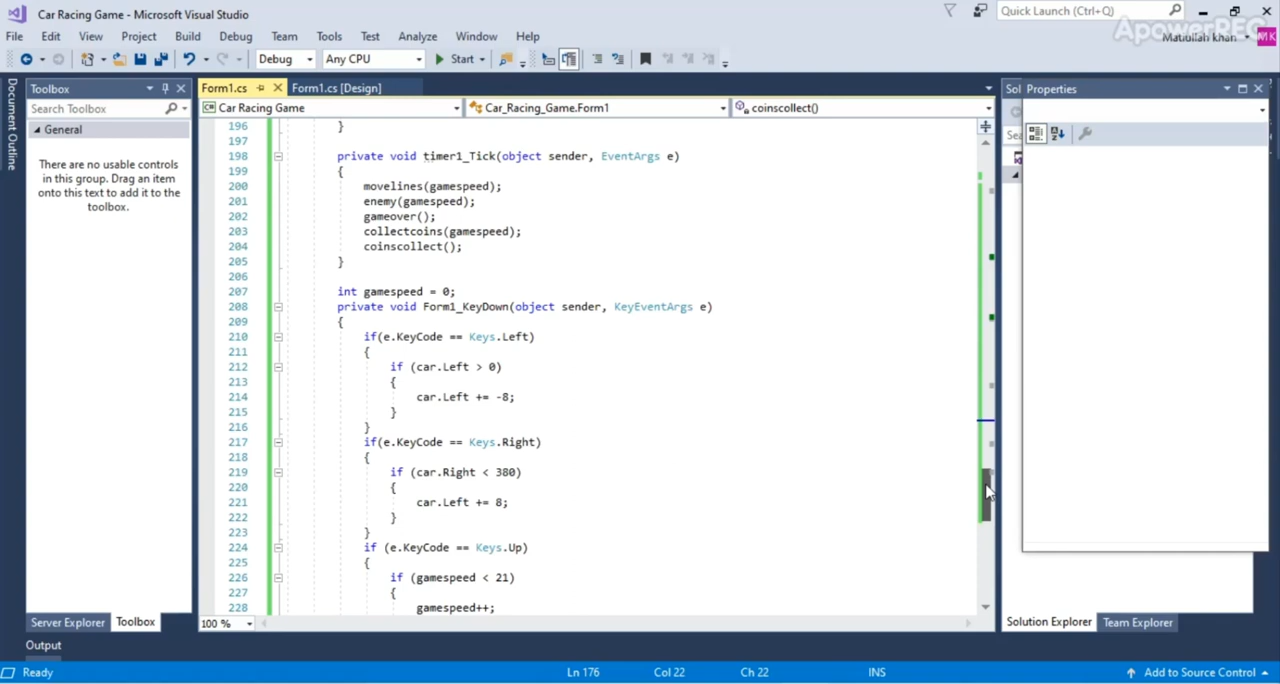 Car Racing Game - Microsoft Visual Studio
Quick Launch (Ctrl+Q)
ApowerREC
File Edit View Project Build Debug Team Tools Test Analyze Window Help
Matiullah khan MK
Debug Any CPU Start
Document Outline
Toolbox
Search Toolbox
General
There are no usable controls
in this group. Drag an item
onto this text to add it to the
toolbox.
Form1.cs Form1.cs [Design]
Car Racing Game Car_Racing_Game.Form1 coinscollect()
196 }
197
198 private void timer1_Tick(object sender, EventArgs e)
199 {
200 movelines(gamespeed);
201 enemy(gamespeed);
202 gameover();
203 collectcoins(gamespeed);
204 coinscollect();
205 }
206
207 int gamespeed = 0;
208 private void Form1_KeyDown(object sender, KeyEventArgs e)
209 {
210 if(e.KeyCode == Keys.Left)
211 {
212 if (car.Left > 0)
213 {
214 car.Left += -8;
215 }
216 }
217 if(e.KeyCode == Keys.Right)
218 {
219 if (car.Right < 380)
220 {
221 car.Left += 8;
222 }
223 }
224 if (e.KeyCode == Keys.Up)
225 {
226 if (gamespeed < 21)
227 {
228 gamespeed++;
100 %
Sol Properties
Sea
Server Explorer Toolbox
Solution Explorer Team Explorer
Output
Ready Ln 176 Col 22 Ch 22 INS Add to Source Control